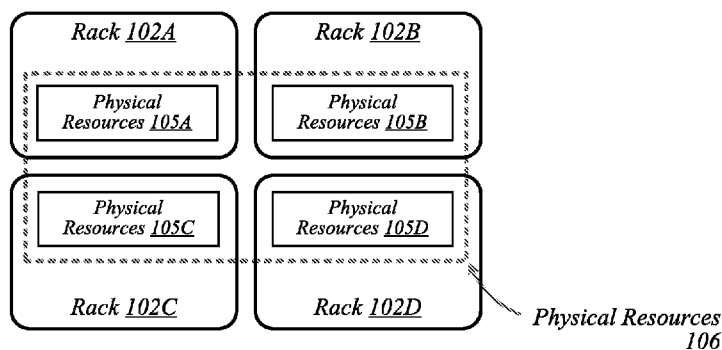 Rack 102A
Rack 102B
Physical
Resources 105A
Physical
Resources 105B
Physical
Resources 105C
Physical
Resources 105D
Rack 102C
Rack 102D
Physical Resources
106